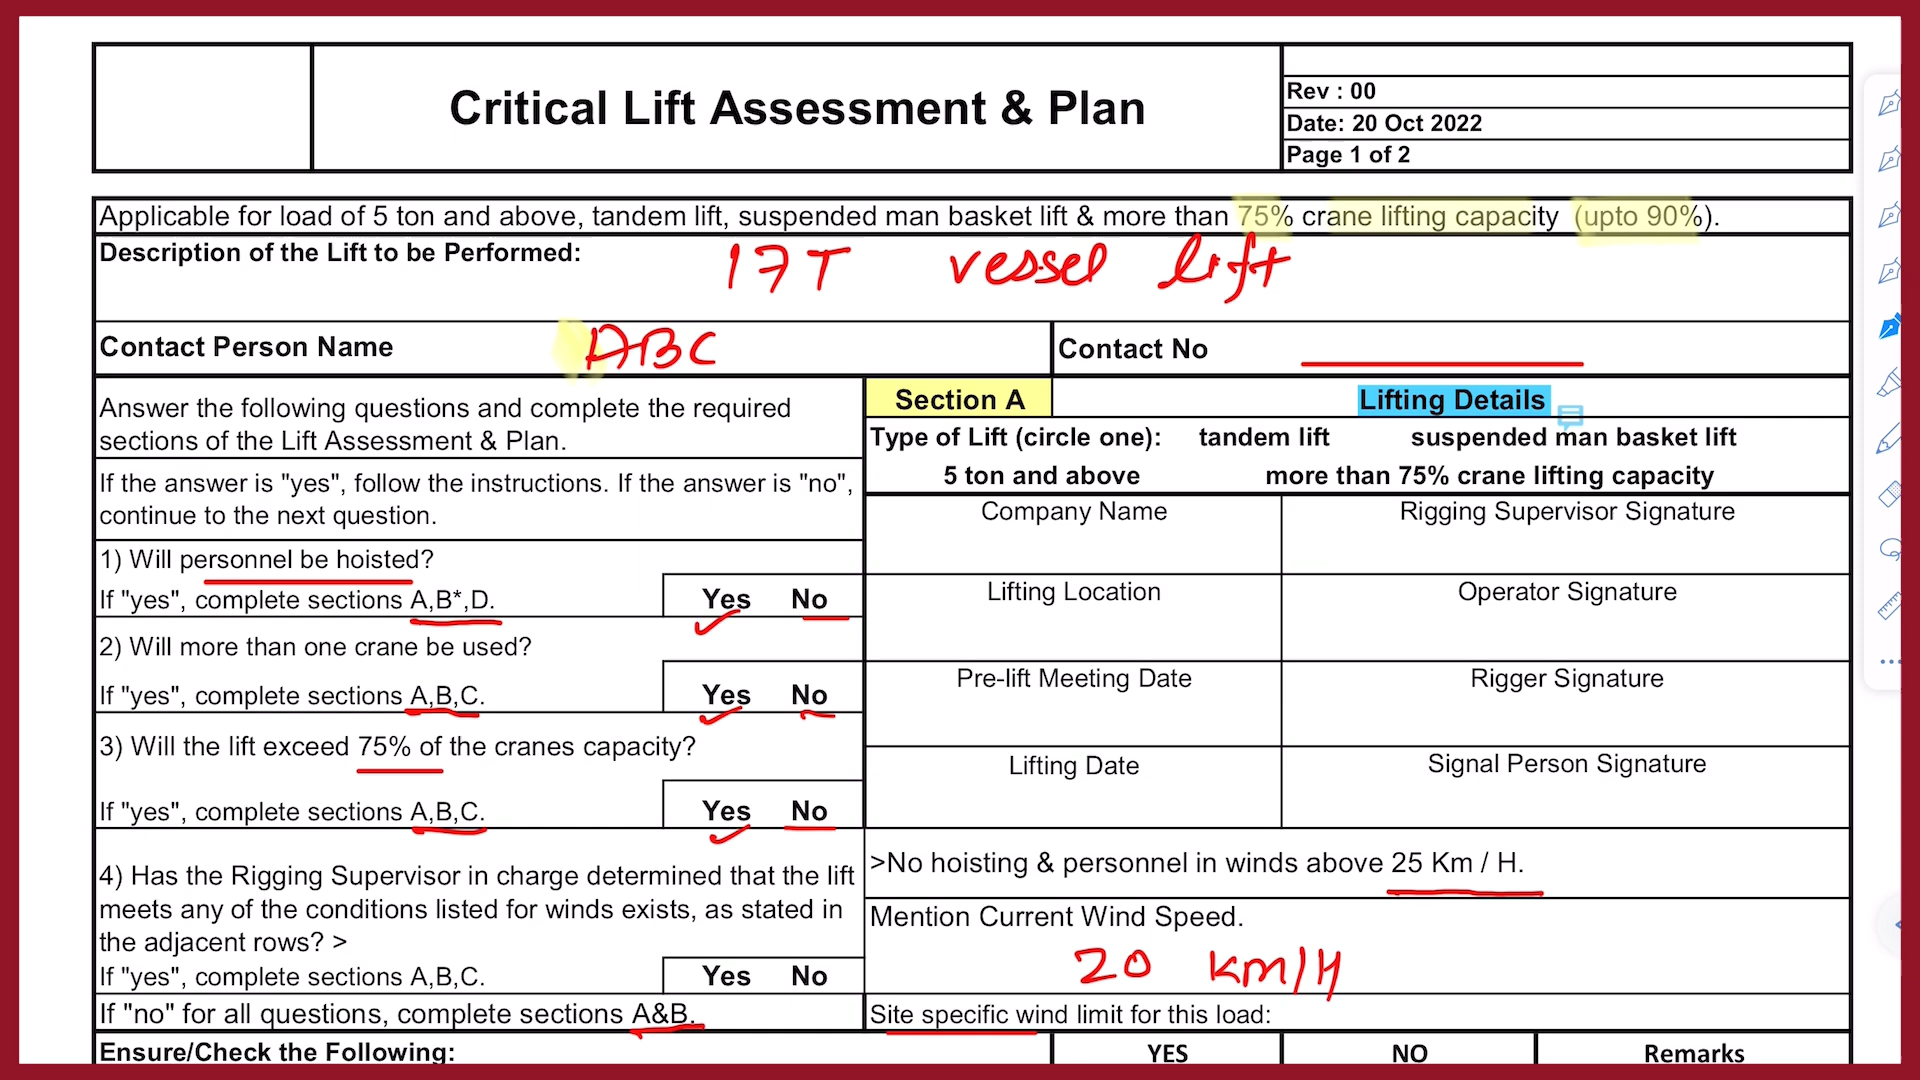 Critical Lift Assessment & Plan
Rev : 00
Date: 20 Oct 2022
Page 1 of 2
Applicable for load of 5 ton and above, tandem lift, suspended man basket lift & more than 75% crane lifting capacity (upto 90%).
Description of the Lift to be Performed: 17T vessel lift
Contact Person Name ABC
Contact No
Answer the following questions and complete the required
sections of the Lift Assessment & Plan.
If the answer is "yes", follow the instructions. If the answer is "no",
continue to the next question.
1) Will personnel be hoisted?
If "yes", complete sections A,B*,D. Yes No
2) Will more than one crane be used?
If "yes", complete sections A,B,C. Yes No
3) Will the lift exceed 75% of the cranes capacity?
If "yes", complete sections A,B,C. Yes No
4) Has the Rigging Supervisor in charge determined that the lift
meets any of the conditions listed for winds exists, as stated in
the adjacent rows? >
If "yes", complete sections A,B,C. Yes No
If "no" for all questions, complete sections A&B.
Section A Lifting Details
Type of Lift (circle one): tandem lift suspended man basket lift
5 ton and above more than 75% crane lifting capacity
Company Name Rigging Supervisor Signature
Lifting Location Operator Signature
Pre-lift Meeting Date Rigger Signature
Lifting Date Signal Person Signature
>No hoisting & personnel in winds above 25 Km / H.
Mention Current Wind Speed.
20 KM/H
Site specific wind limit for this load:
Ensure/Check the Following: YES NO Remarks